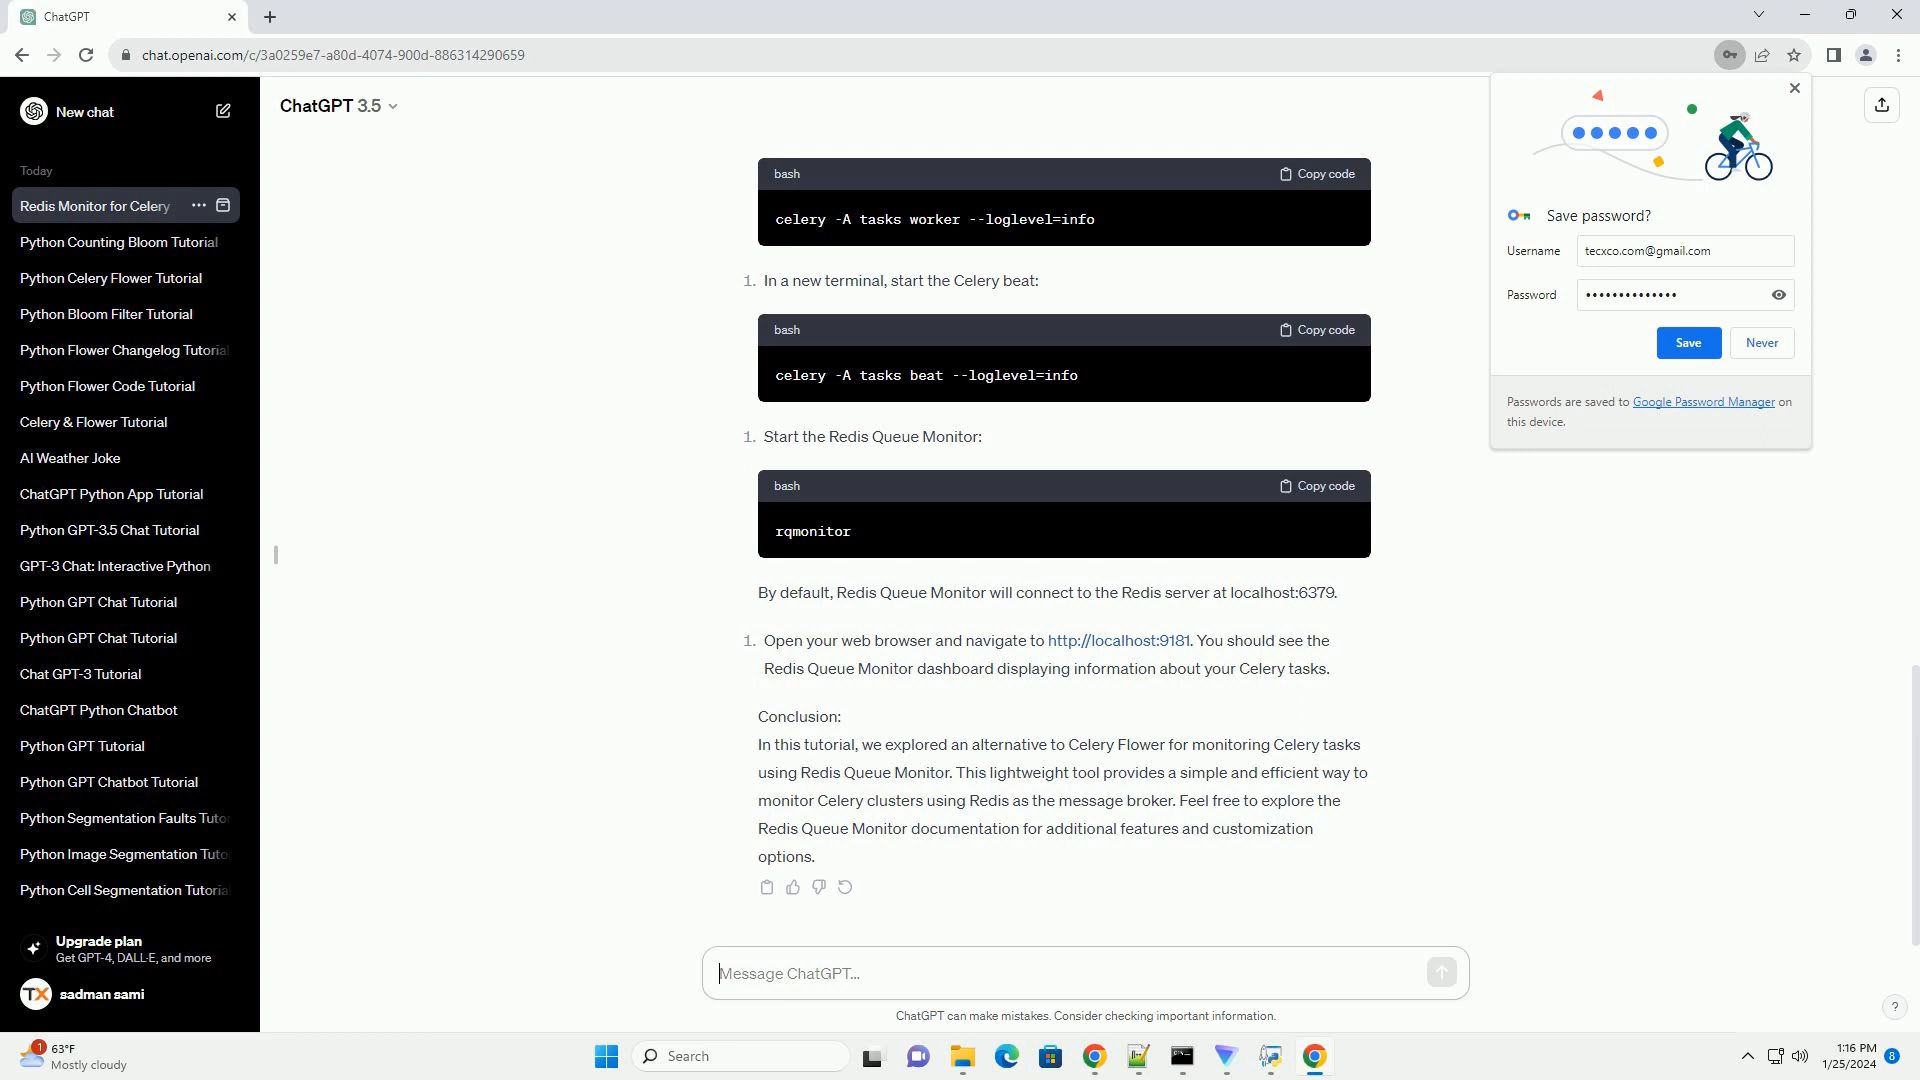 ChatGPT
chat.openai.com/c/3a0259e7-a80d-4074-900d-886314290659
New chat
Today
Redis Monitor for Celery
Python Counting Bloom Tutorial
Python Celery Flower Tutorial
Python Bloom Filter Tutorial
Python Flower Changelog Tutorial
Python Flower Code Tutorial
Celery & Flower Tutorial
AI Weather Joke
ChatGPT Python App Tutorial
Python GPT-3.5 Chat Tutorial
GPT-3 Chat: Interactive Python
Python GPT Chat Tutorial
Python GPT Chat Tutorial
Chat GPT-3 Tutorial
ChatGPT Python Chatbot
Python GPT Tutorial
Python GPT Chatbot Tutorial
Python Segmentation Faults Tuto
Python Image Segmentation Tuto
Python Cell Segmentation Tutoria
Upgrade plan
Get GPT-4, DALL·E, and more
TX sadman sami
ChatGPT 3.5
bash Copy code
celery -A tasks worker --loglevel=info
1. In a new terminal, start the Celery beat:
bash Copy code
celery -A tasks beat --loglevel=info
1. Start the Redis Queue Monitor:
bash Copy code
rqmonitor
By default, Redis Queue Monitor will connect to the Redis server at localhost:6379.
1. Open your web browser and navigate to http://localhost:9181. You should see the
Redis Queue Monitor dashboard displaying information about your Celery tasks.
Conclusion:
In this tutorial, we explored an alternative to Celery Flower for monitoring Celery tasks
using Redis Queue Monitor. This lightweight tool provides a simple and efficient way to
monitor Celery clusters using Redis as the message broker. Feel free to explore the
Redis Queue Monitor documentation for additional features and customization
options.
Message ChatGPT...
ChatGPT can make mistakes. Consider checking important information.
?
Save password?
Username tecxco.com@gmail.com
Password ••••••••••••••
Save Never
Passwords are saved to Google Password Manager on
this device.
1
63°F
Mostly cloudy
Search
1:16 PM
1/25/2024
8